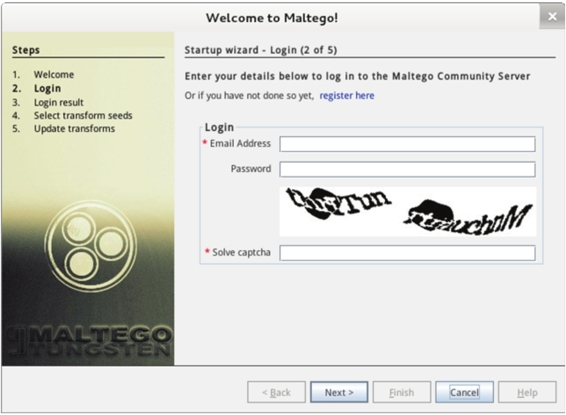 Welcome to Maltego!
Steps
1. Welcome
2. Login
3. Login result
4. Select transform seeds
5. Update transforms
MALTEGO
TUNGSTEN
Startup wizard - Login (2 of 5)
Enter your details below to log in to the Maltego Community Server
Or if you have not done so yet, register here
Login
* Email Address
Password
* Solve captcha
< Back
Next >
Finish
Cancel
Help